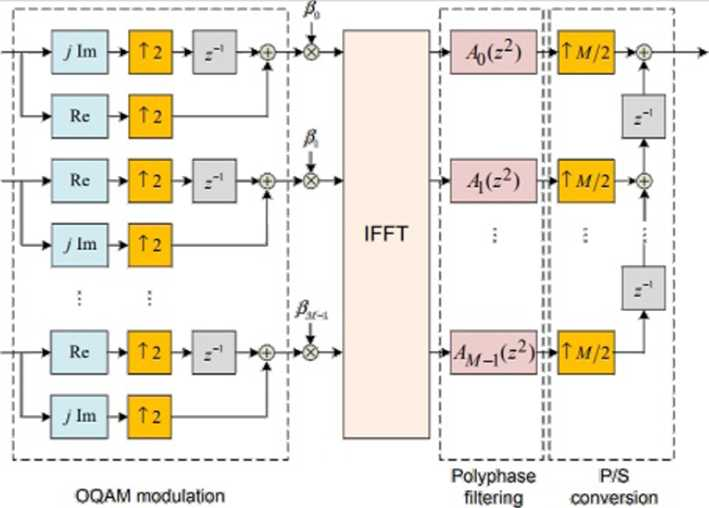 β₀
j Im ↑2 z⁻¹ + × A₀(z²) ↑M/2 +
Re ↑2 z⁻¹
β₁
Re ↑2 z⁻¹ + × IFFT A₁(z²) ↑M/2 +
j Im ↑2
⋮ ⋮ ⋮ ⋮ ⋮
z⁻¹
β_{M−1}
Re ↑2 z⁻¹ + × A_{M−1}(z²) ↑M/2
j Im ↑2
OQAM modulation
Polyphase
filtering
P/S
conversion